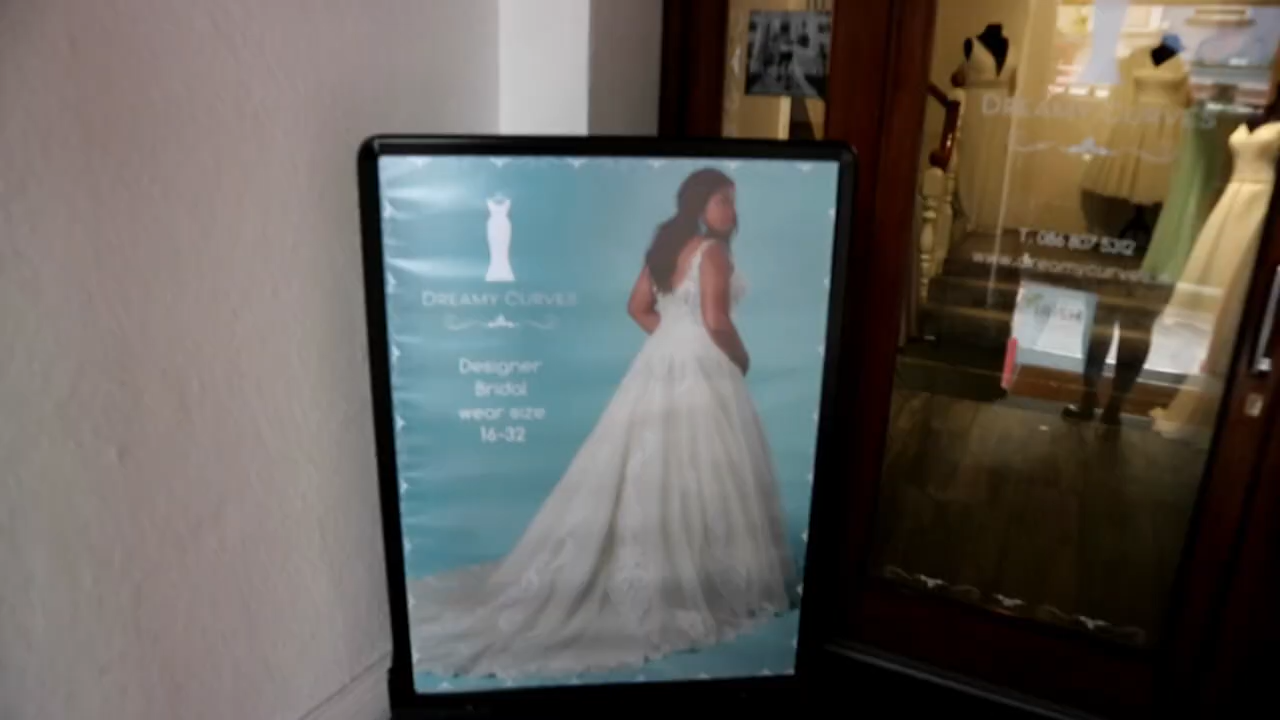 DREAMY CURVES
Designer
Bridal
wear size
16-32
DREAMY CURVES
T. 086 807 5312
www.dreamycurves.